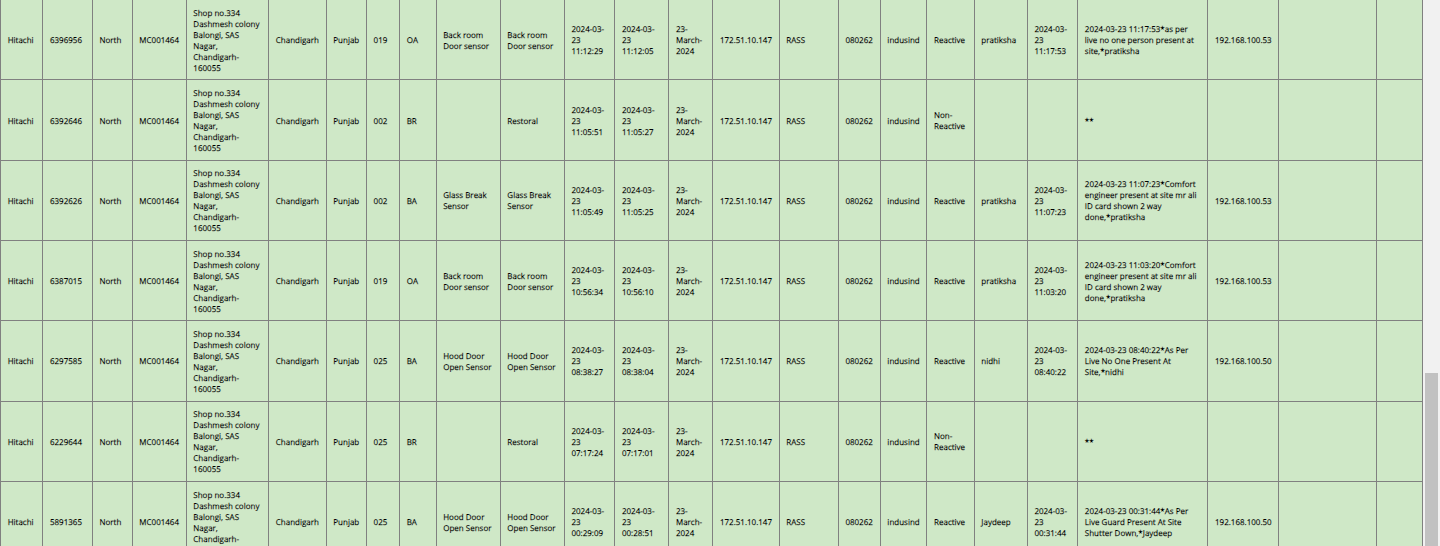 Hitachi 6396956 North MC001464 Shop no.334 Dashmesh colony Balongi, SAS Nagar, Chandigarh-160055 Chandigarh Punjab 019 OA Back room Door sensor Back room Door sensor 2024-03-23 11:12:29 2024-03-23 11:12:05 23-March-2024 172.51.10.147 RASS 080262 indusind Reactive pratiksha 2024-03-23 11:17:53 2024-03-23 11:17:53*as per live no one person present at site,*pratiksha 192.168.100.53
Hitachi 6392646 North MC001464 Shop no.334 Dashmesh colony Balongi, SAS Nagar, Chandigarh-160055 Chandigarh Punjab 002 BR Restoral 2024-03-23 11:05:51 2024-03-23 11:05:27 23-March-2024 172.51.10.147 RASS 080262 indusind Non-Reactive **
Hitachi 6392626 North MC001464 Shop no.334 Dashmesh colony Balongi, SAS Nagar, Chandigarh-160055 Chandigarh Punjab 002 BA Glass Break Sensor Glass Break Sensor 2024-03-23 11:05:49 2024-03-23 11:05:25 23-March-2024 172.51.10.147 RASS 080262 indusind Reactive pratiksha 2024-03-23 11:07:23 2024-03-23 11:07:23*Comfort engineer present at site mr ali ID card shown 2 way done,*pratiksha 192.168.100.53
Hitachi 6387015 North MC001464 Shop no.334 Dashmesh colony Balongi, SAS Nagar, Chandigarh-160055 Chandigarh Punjab 019 OA Back room Door sensor Back room Door sensor 2024-03-23 10:56:34 2024-03-23 10:56:10 23-March-2024 172.51.10.147 RASS 080262 indusind Reactive pratiksha 2024-03-23 11:03:20 2024-03-23 11:03:20*Comfort engineer present at site mr ali ID card shown 2 way done,*pratiksha 192.168.100.53
Hitachi 6297585 North MC001464 Shop no.334 Dashmesh colony Balongi, SAS Nagar, Chandigarh-160055 Chandigarh Punjab 025 BA Hood Door Open Sensor Hood Door Open Sensor 2024-03-23 08:38:27 2024-03-23 08:38:04 23-March-2024 172.51.10.147 RASS 080262 indusind Reactive nidhi 2024-03-23 08:40:22 2024-03-23 08:40:22*As Per Live No One Present At Site,*nidhi 192.168.100.50
Hitachi 6229644 North MC001464 Shop no.334 Dashmesh colony Balongi, SAS Nagar, Chandigarh-160055 Chandigarh Punjab 025 BR Restoral 2024-03-23 07:17:24 2024-03-23 07:17:01 23-March-2024 172.51.10.147 RASS 080262 indusind Non-Reactive **
Hitachi 5891365 North MC001464 Shop no.334 Dashmesh colony Balongi, SAS Nagar, Chandigarh- Chandigarh Punjab 025 BA Hood Door Open Sensor Hood Door Open Sensor 2024-03-23 00:29:09 2024-03-23 00:28:51 23-March-2024 172.51.10.147 RASS 080262 indusind Reactive Jaydeep 2024-03-23 00:31:44 2024-03-23 00:31:44*As Per Live Guard Present At Site Shutter Down,*Jaydeep 192.168.100.50